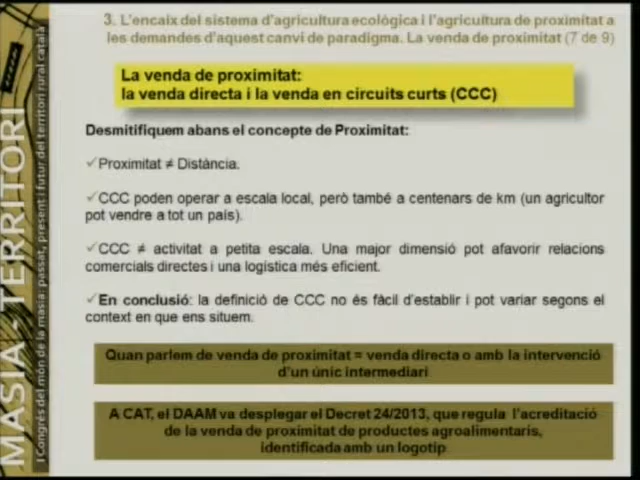 3. L'encaix del sistema d'agricultura ecològica i l'agricultura de proximitat a
les demandes d'aquest canvi de paradigma. La venda de proximitat (7 de 9)
La venda de proximitat:
la venda directa i la venda en circuits curts (CCC)
Desmitifiquem abans el concepte de Proximitat:
✓Proximitat ≠ Distància.
✓CCC poden operar a escala local, però també a centenars de km (un agricultor
pot vendre a tot un país).
✓CCC ≠ activitat a petita escala. Una major dimensió pot afavorir relacions
comercials directes i una logística més eficient.
✓En conclusió: la definició de CCC no és fàcil d'establir i pot variar segons el
context en que ens situem.
Quan parlem de venda de proximitat = venda directa o amb la intervenció
d'un únic intermediari
A CAT, el DAAM va desplegar el Decret 24/2013, que regula l'acreditació
de la venda de proximitat de productes agroalimentaris,
identificada amb un logotip
MASIA I TERRITORI
I Congrés del món de la masia: passat, present i futur del territori rural català